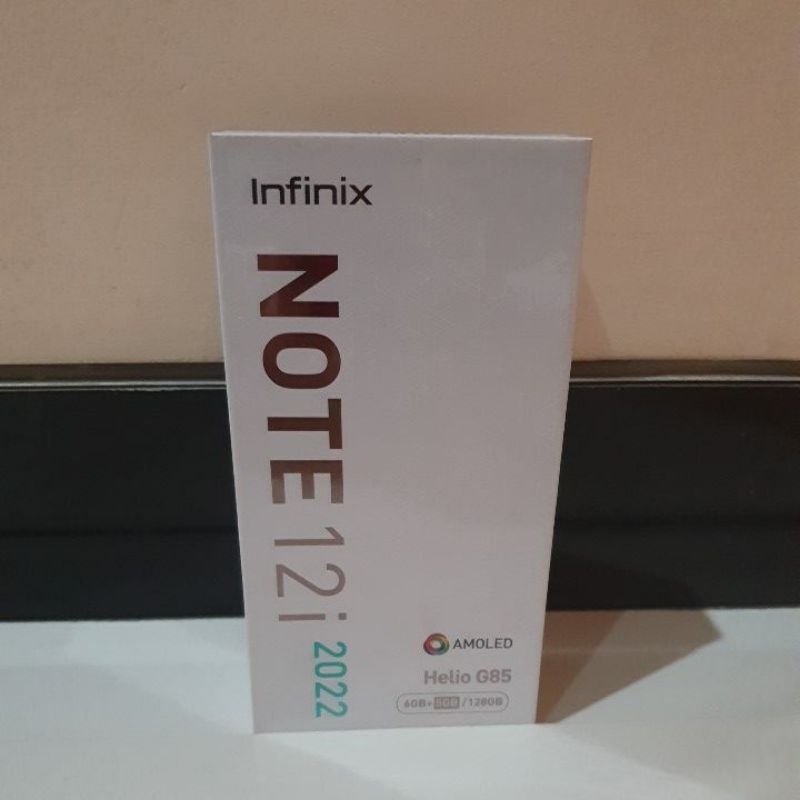 Infinix
NOTE 12i
2022
AMOLED
Helio G85
6GB+ 5GB /128GB